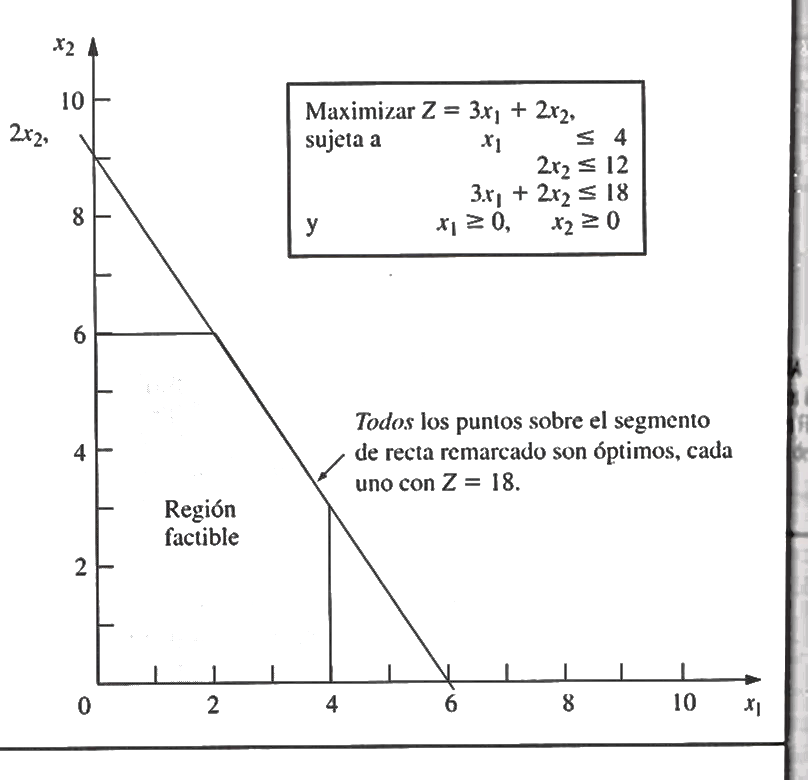 x₂
10
2x₂,
8
6
4
2
0
2
4
6
8
10
x₁
Maximizar Z = 3x₁ + 2x₂,
sujeta a x₁ ≤ 4
2x₂ ≤ 12
3x₁ + 2x₂ ≤ 18
y x₁ ≥ 0, x₂ ≥ 0
Todos los puntos sobre el segmento
de recta remarcado son óptimos, cada
uno con Z = 18.
Región
factible